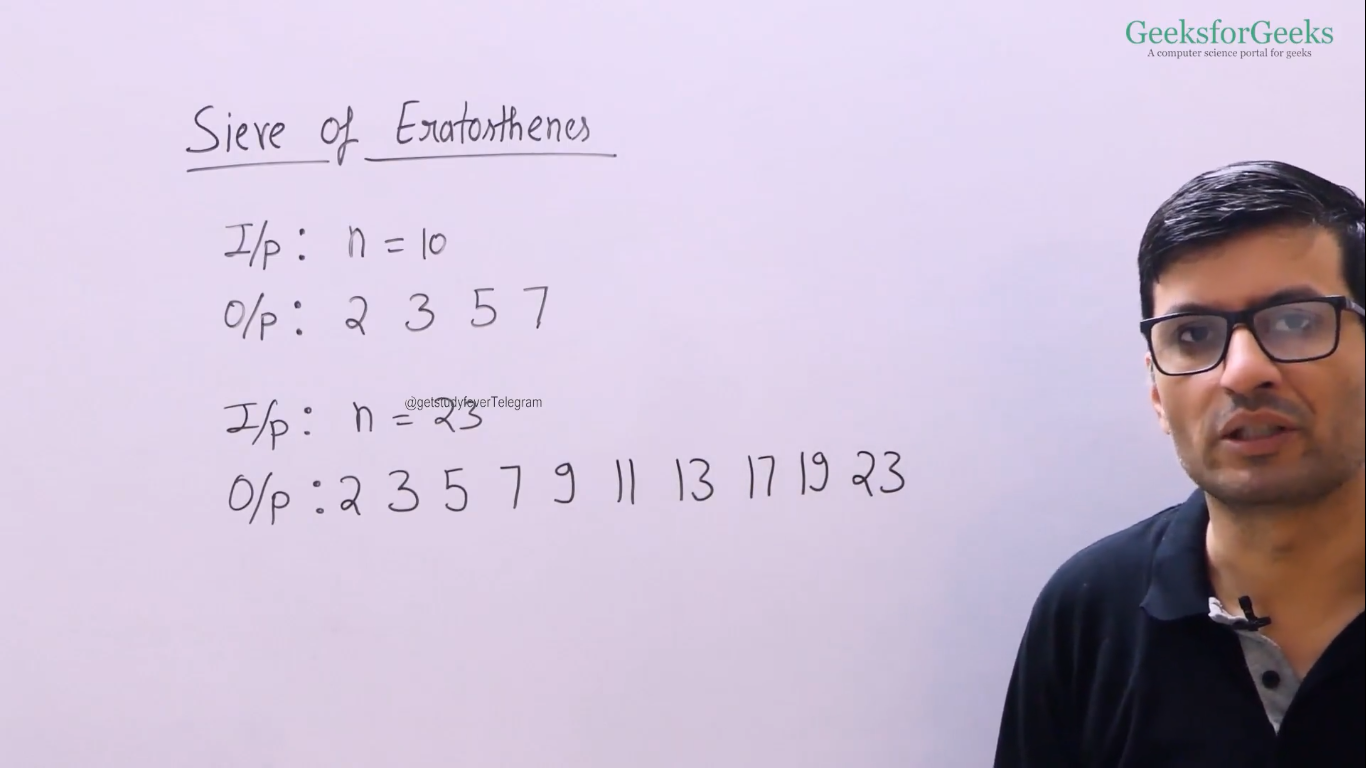 GeeksforGeeks
A computer science portal for geeks
Sieve of Eratosthenes
I/p : n = 10
O/p : 2 3 5 7
@getstudyfeverTelegram
I/p : n = 23
O/p : 2 3 5 7 9 11 13 17 19 23